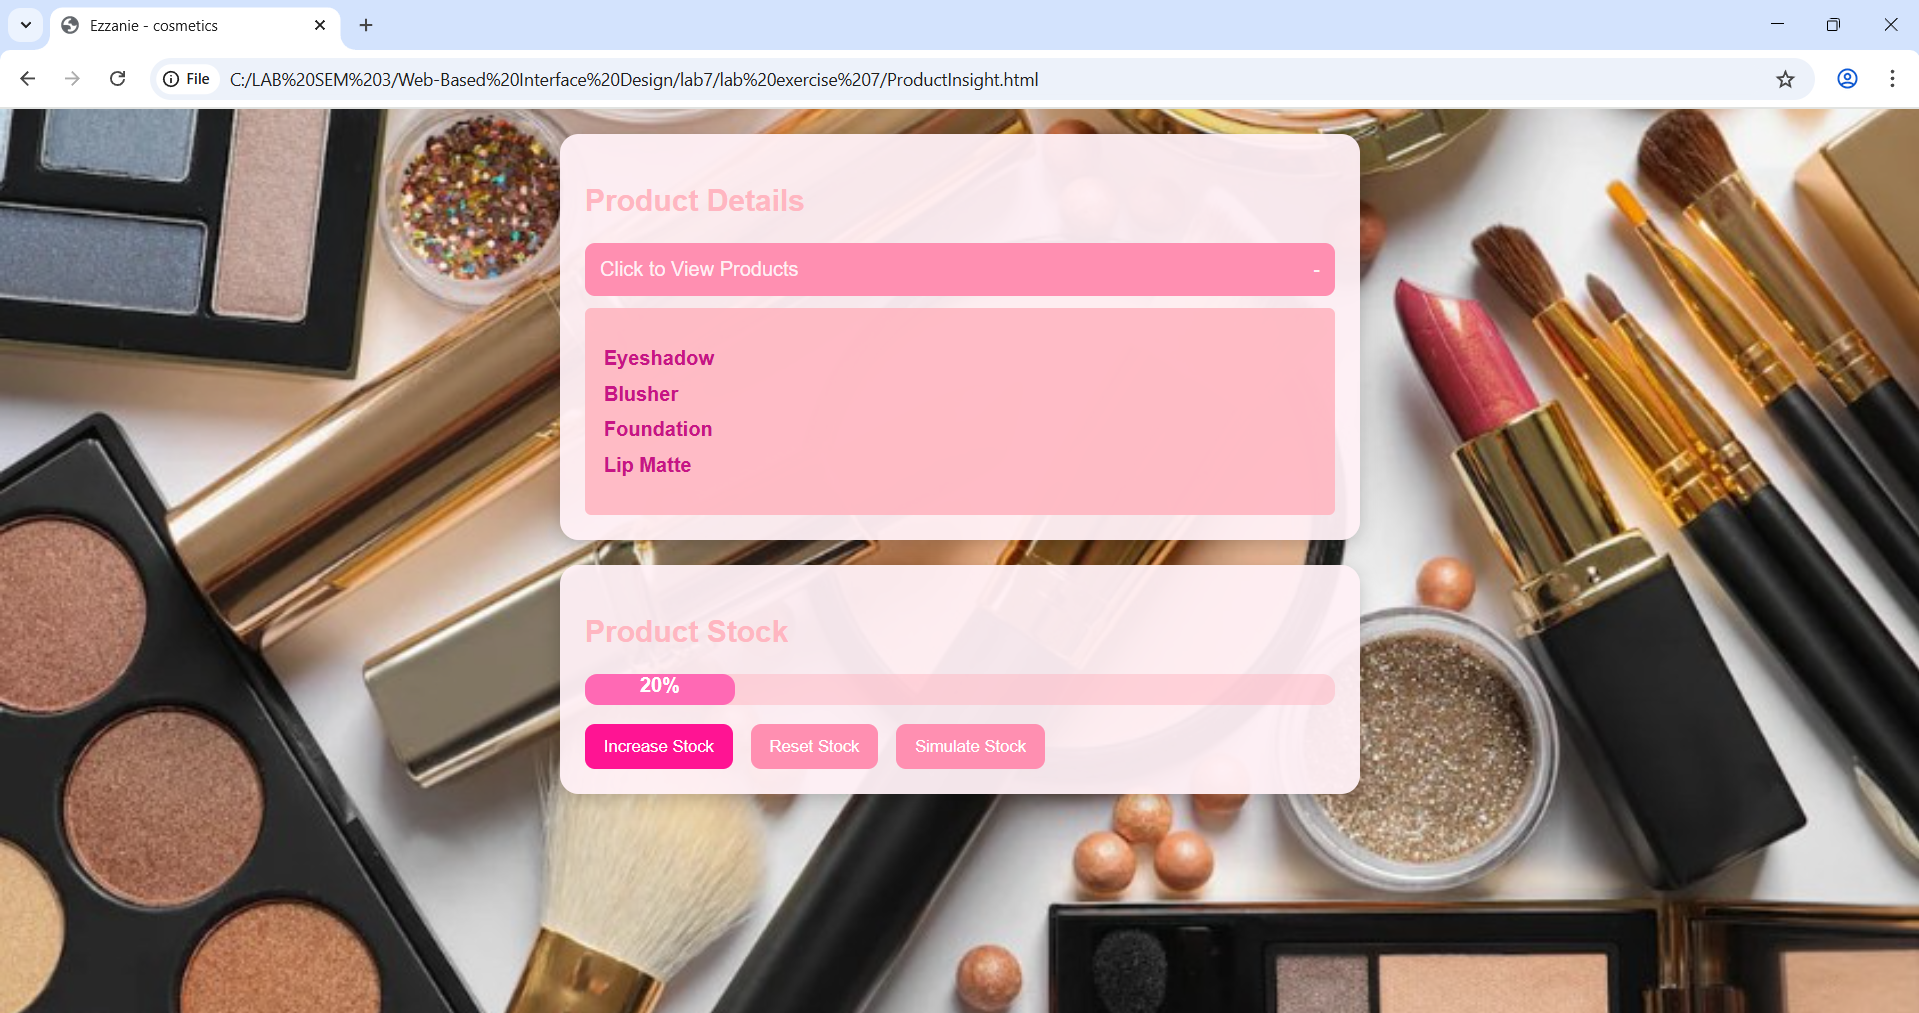 Ezzanie - cosmetics
File
C:/LAB%20SEM%203/Web-Based%20Interface%20Design/lab7/lab%20exercise%207/ProductInsight.html
Product Details
Click to View Products -
Eyeshadow
Blusher
Foundation
Lip Matte
Product Stock
20%
Increase Stock Reset Stock Simulate Stock